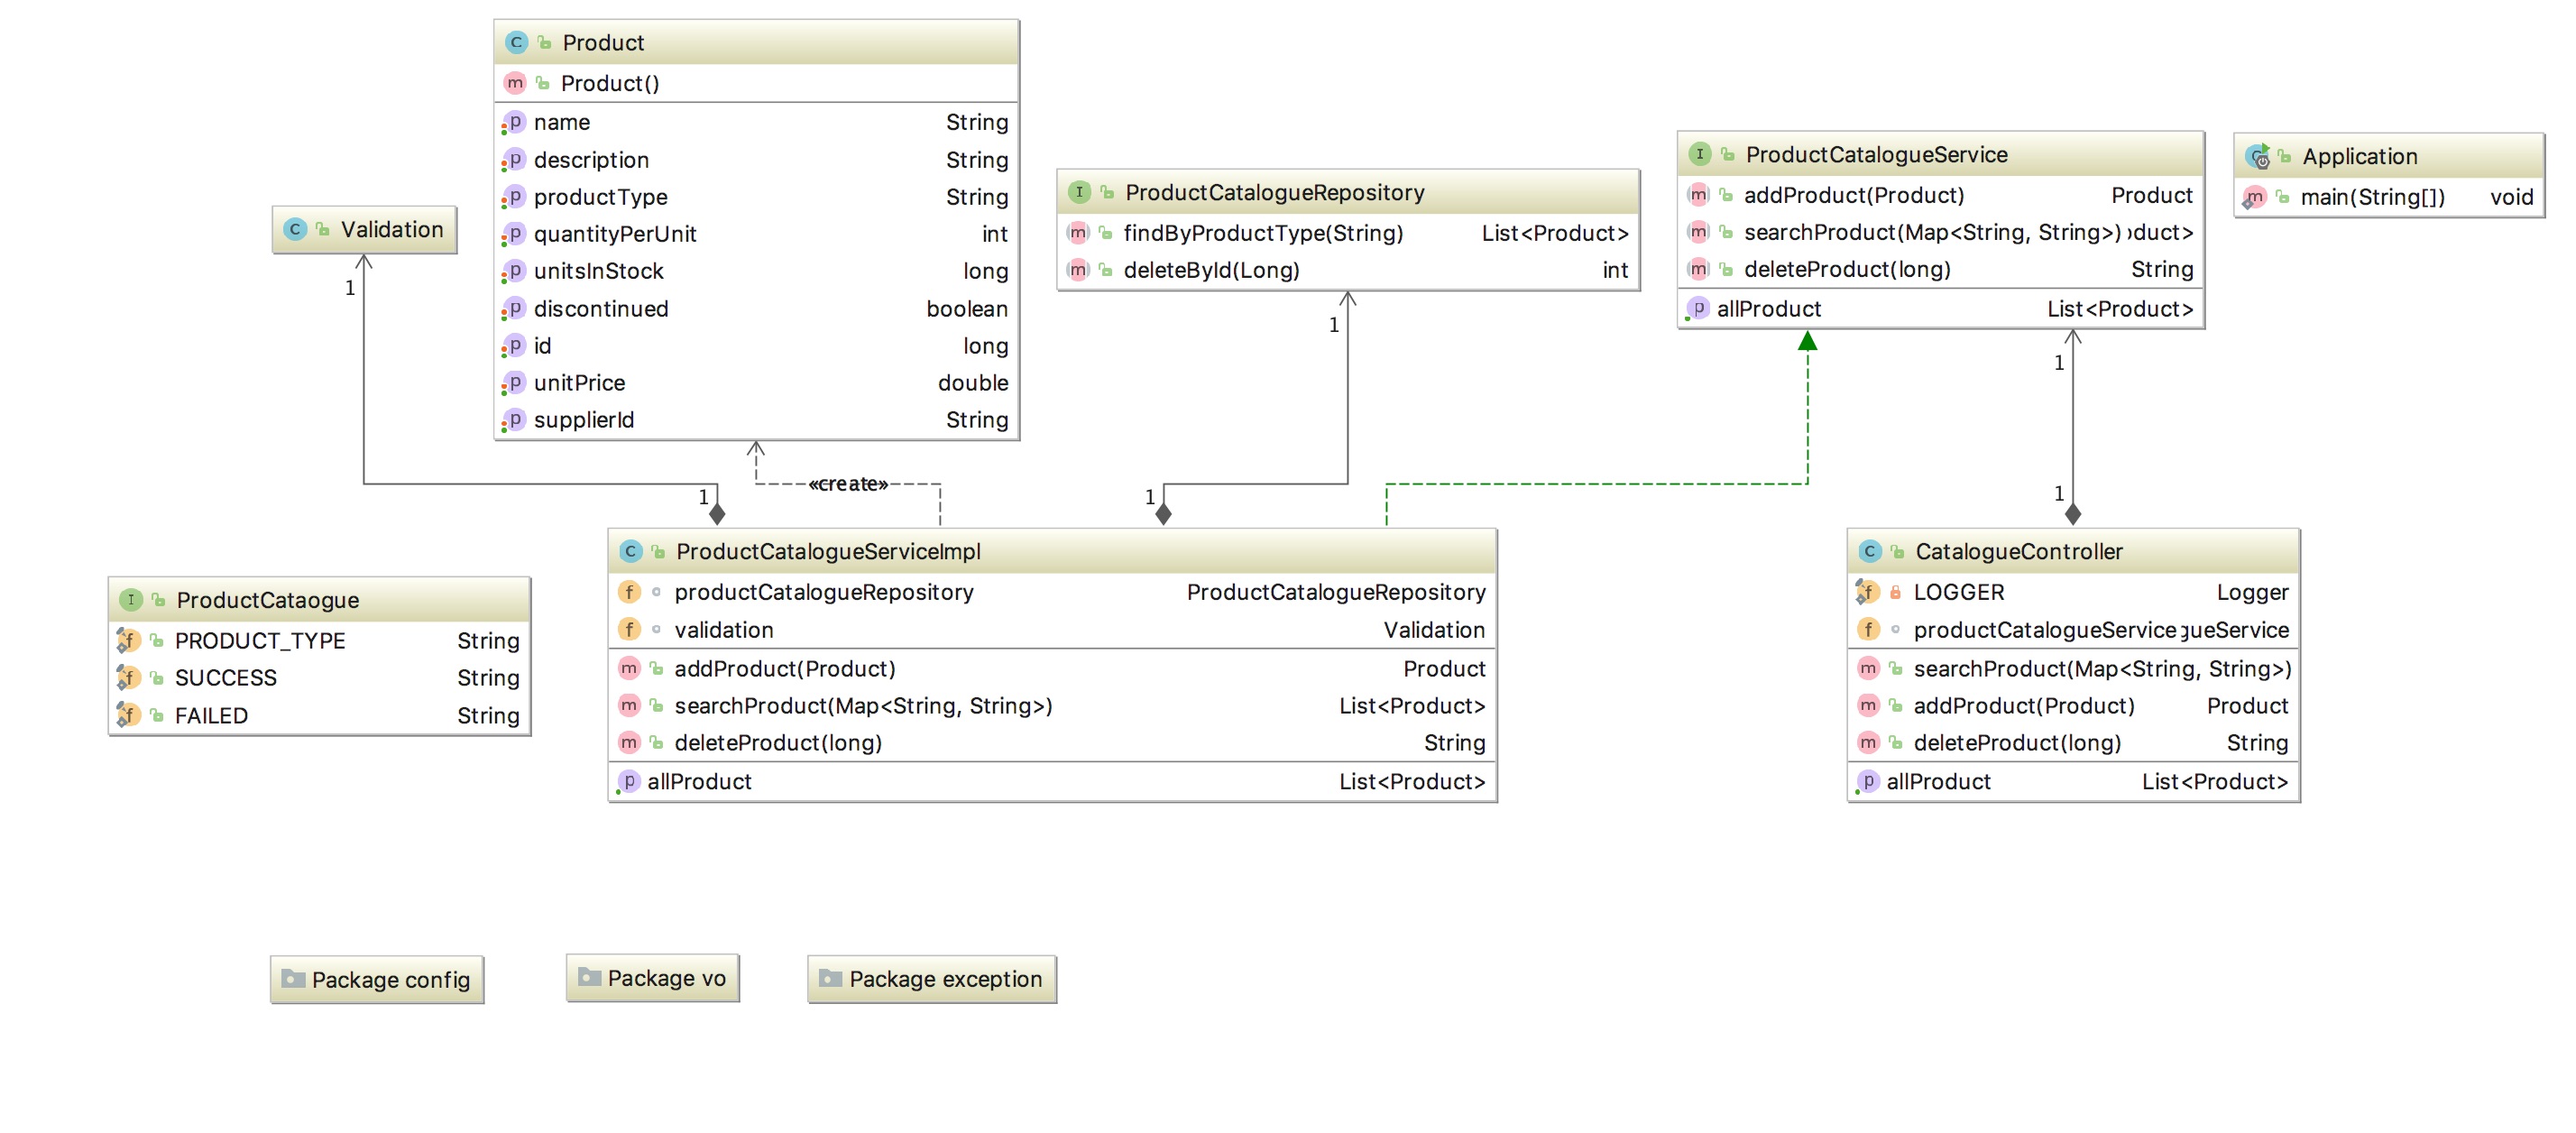 Product
Product()
name String
description String
productType String
quantityPerUnit int
unitsInStock long
discontinued boolean
id long
unitPrice double
supplierId String
ProductCatalogueRepository
findByProductType(String) List<Product>
deleteById(Long) int
ProductCatalogueService
addProduct(Product) Product
searchProduct(Map<String, String>) duct>
deleteProduct(long) String
allProduct List<Product>
Application
main(String[]) void
Validation
1
1
1
1
1
1
«create»
ProductCataogue
PRODUCT_TYPE String
SUCCESS String
FAILED String
ProductCatalogueServiceImpl
productCatalogueRepository ProductCatalogueRepository
validation Validation
addProduct(Product) Product
searchProduct(Map<String, String>) List<Product>
deleteProduct(long) String
allProduct List<Product>
CatalogueController
LOGGER Logger
productCatalogueService ueService
searchProduct(Map<String, String>)
addProduct(Product) Product
deleteProduct(long) String
allProduct List<Product>
Package config
Package vo
Package exception